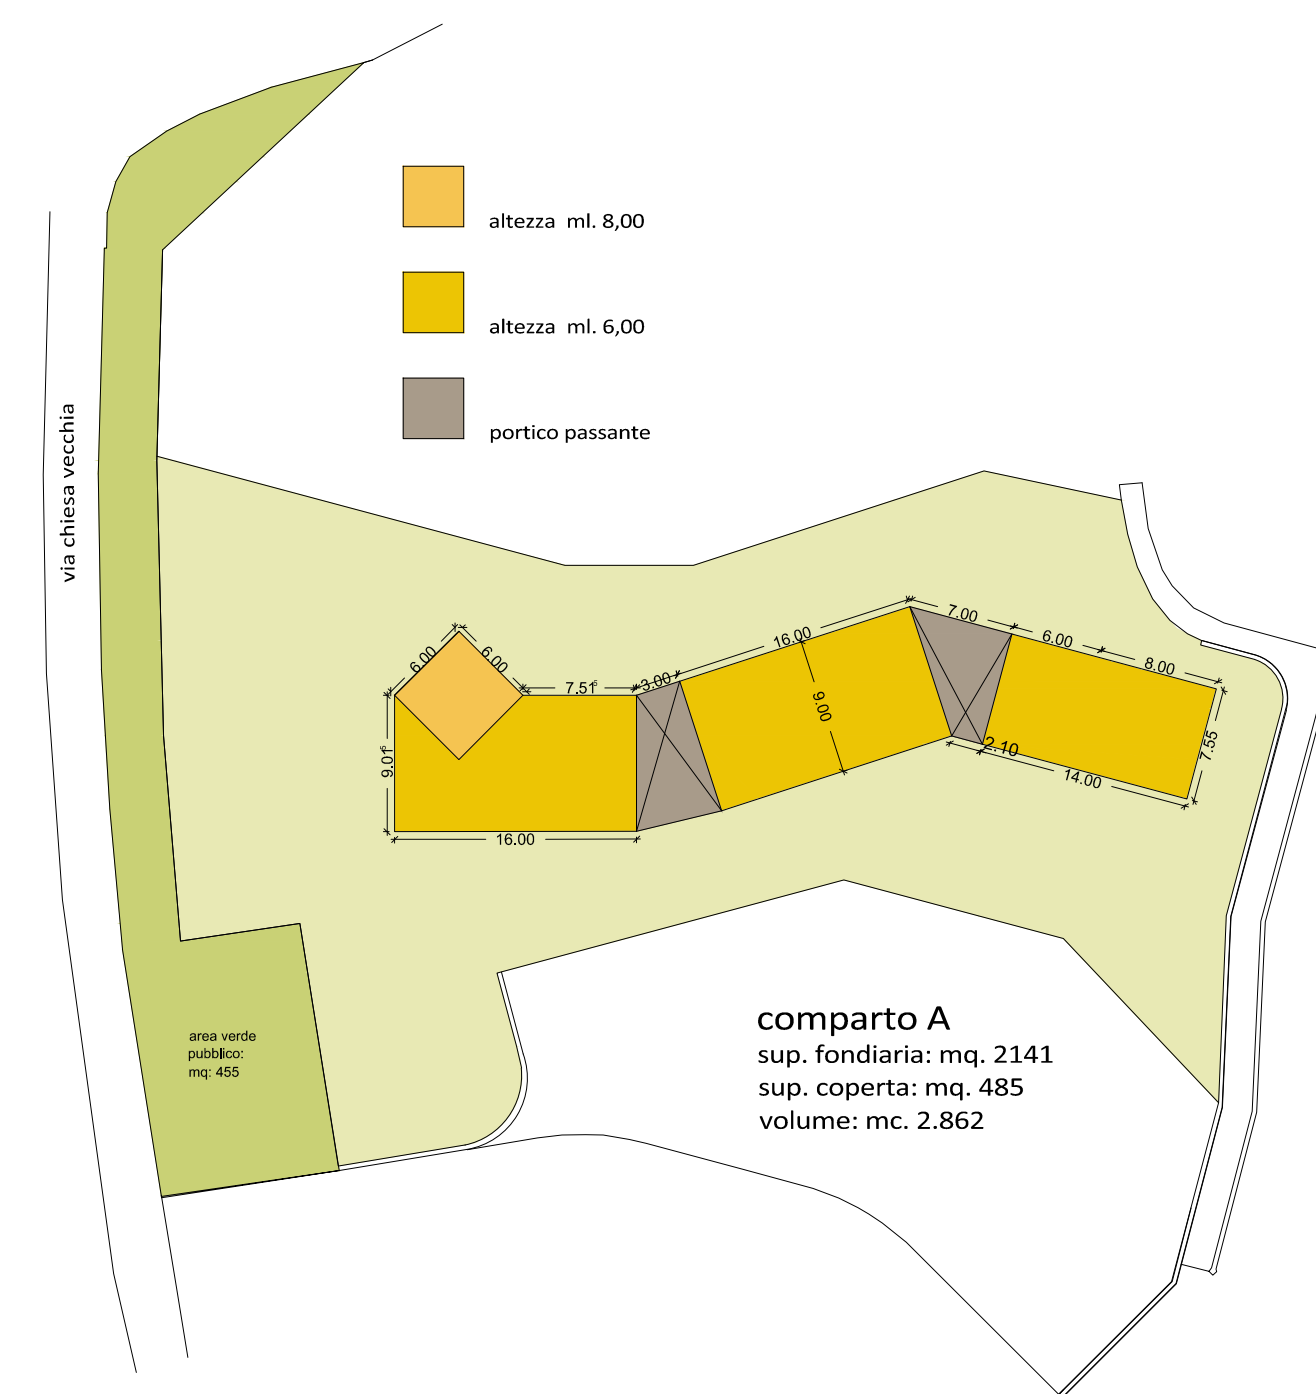 altezza  ml. 8,00
altezza  ml. 6,00
portico passante
via chiesa vecchia
6.00
6.00
7.51⁵
3.00
16.00
7.00
6.00
8.00
9.01⁵
9.00
7.55
2.10
14.00
16.00
comparto A
sup. fondiaria: mq. 2141
sup. coperta: mq. 485
volume: mc. 2.862
area verde
pubblico:
mq: 455